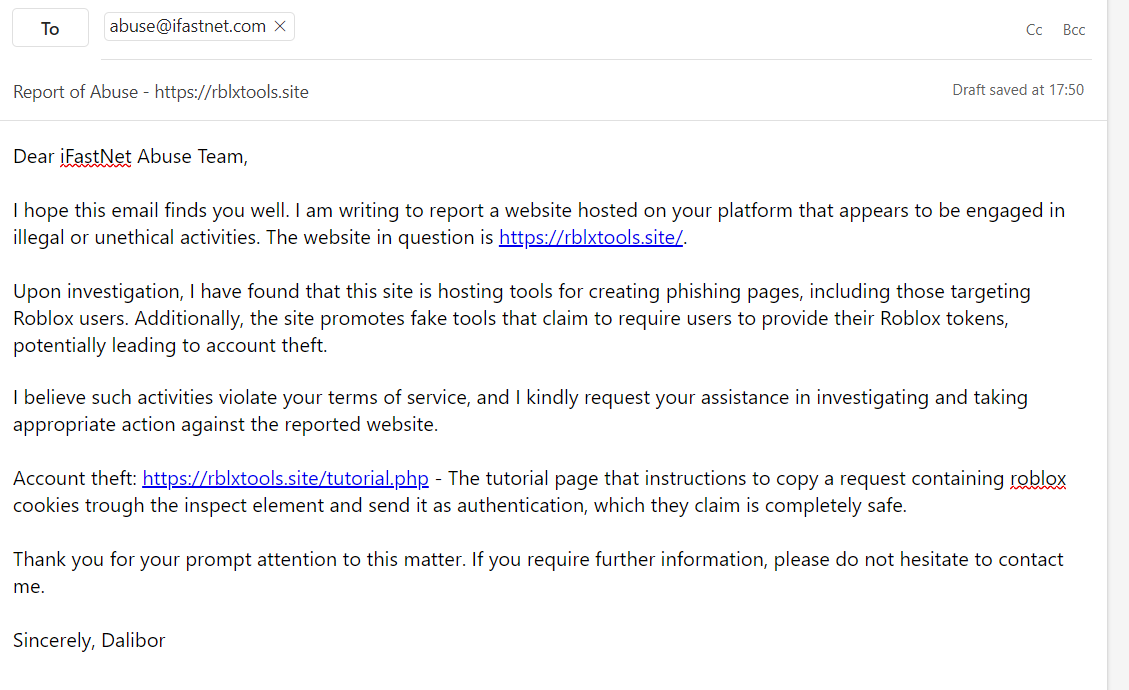 To
abuse@ifastnet.com ×
Cc Bcc
Report of Abuse - https://rblxtools.site
Draft saved at 17:50
Dear iFastNet Abuse Team,
I hope this email finds you well. I am writing to report a website hosted on your platform that appears to be engaged in
illegal or unethical activities. The website in question is https://rblxtools.site/.
Upon investigation, I have found that this site is hosting tools for creating phishing pages, including those targeting
Roblox users. Additionally, the site promotes fake tools that claim to require users to provide their Roblox tokens,
potentially leading to account theft.
I believe such activities violate your terms of service, and I kindly request your assistance in investigating and taking
appropriate action against the reported website.
Account theft: https://rblxtools.site/tutorial.php - The tutorial page that instructions to copy a request containing roblox
cookies trough the inspect element and send it as authentication, which they claim is completely safe.
Thank you for your prompt attention to this matter. If you require further information, please do not hesitate to contact
me.
Sincerely, Dalibor